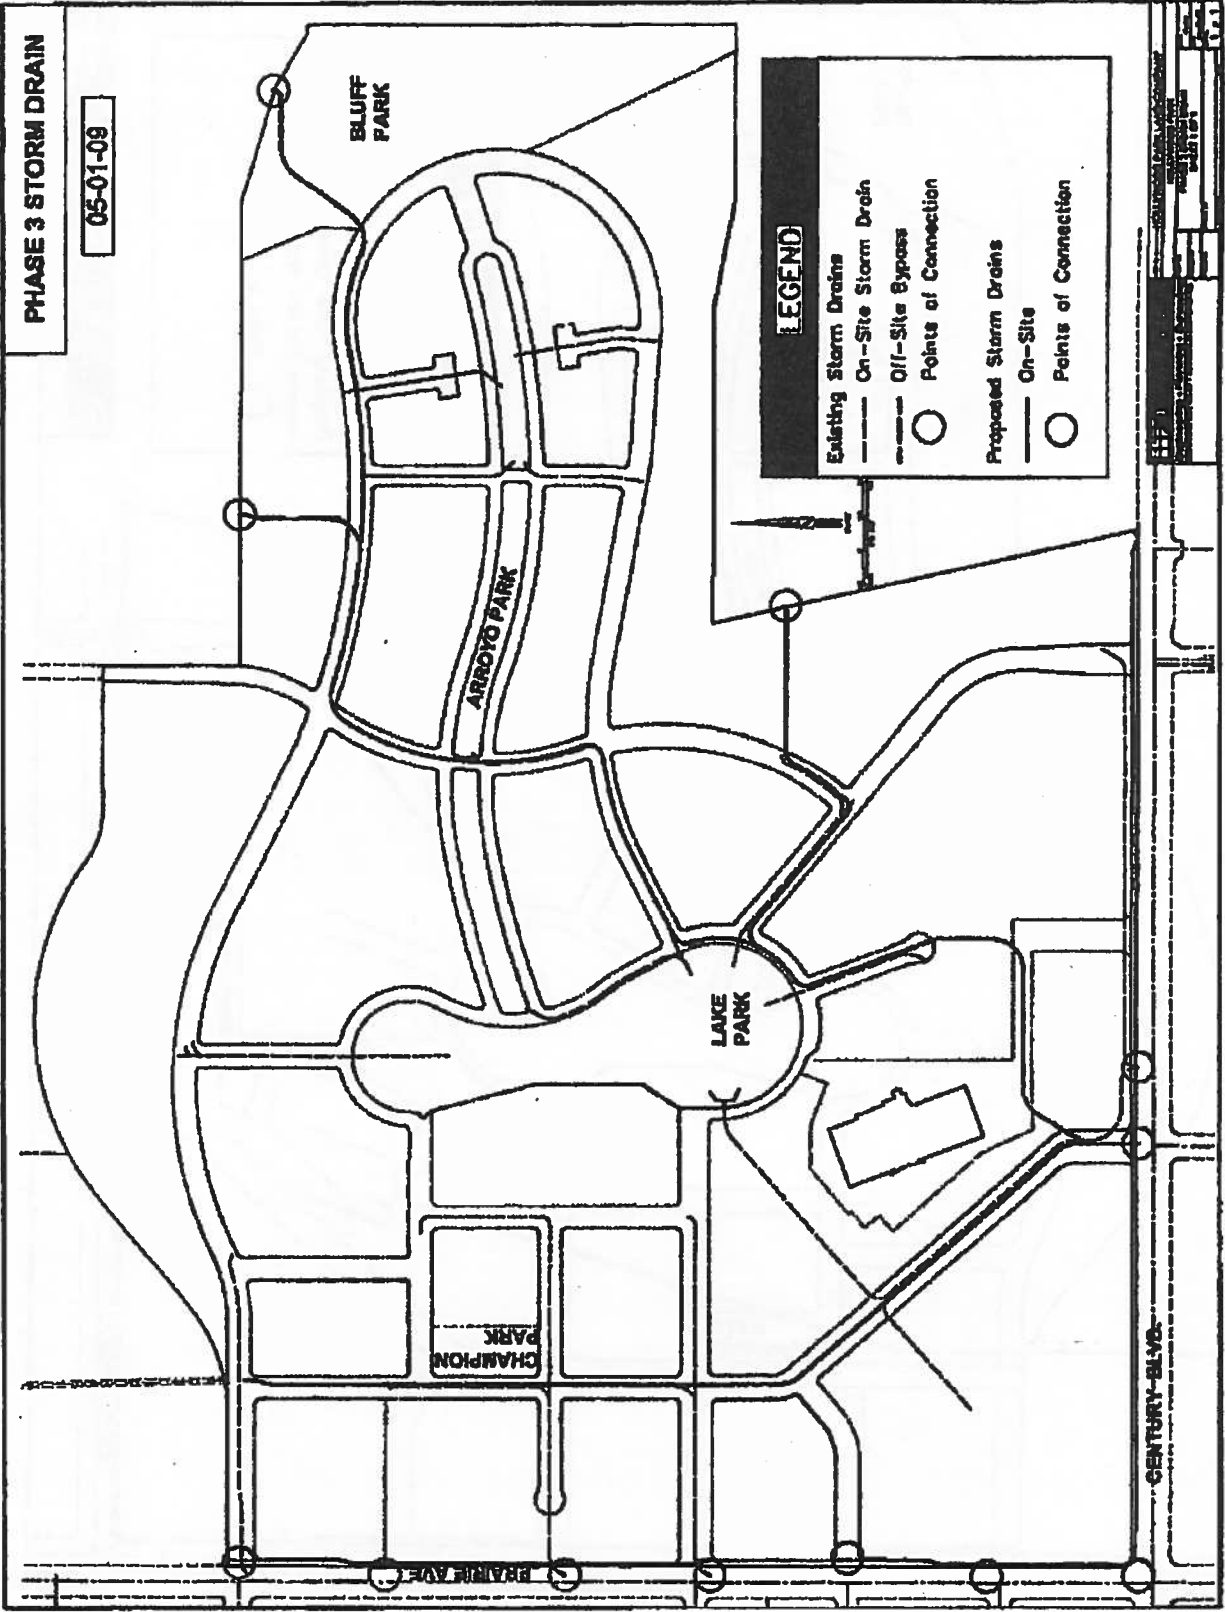 PHASE 3 STORM DRAIN
05-01-09
BLUFF
PARK
ARROYO PARK
LAKE
PARK
CHAMPION
PARK
PRAIRIE AVE
CENTURY BLVD.
LEGEND
Existing Storm Drains
On-Site Storm Drain
Off-Site Bypass
Points of Connection
Proposed Storm Drains
On-Site
Points of Connection